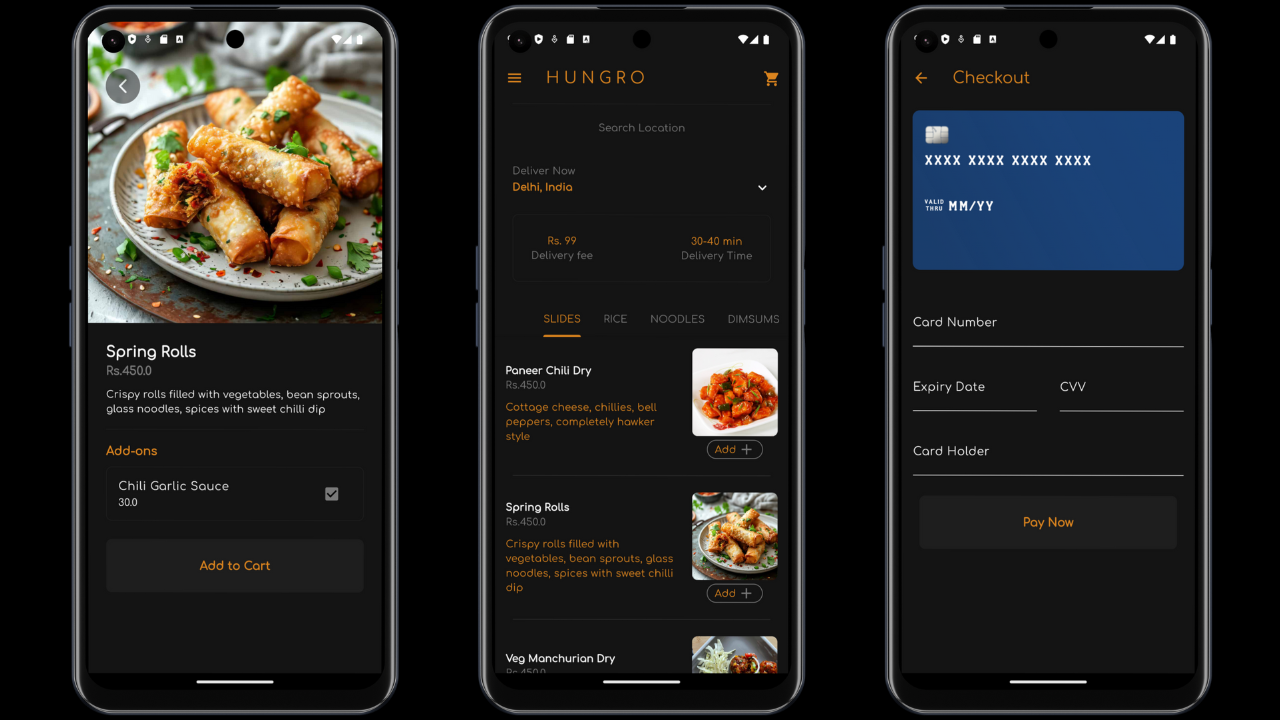 Spring Rolls
Rs.450.0
Crispy rolls filled with vegetables, bean sprouts,
glass noodles, spices with sweet chilli dip
Add-ons
Chili Garlic Sauce
30.0
Add to Cart
HUNGRO
Search Location
Deliver Now
Delhi, India
Rs. 99
Delivery fee
30-40 min
Delivery Time
SLIDES RICE NOODLES DIMSUMS
Paneer Chili Dry
Rs.450.0
Cottage cheese, chillies, bell
peppers, completely hawker
style
Add
Spring Rolls
Rs.450.0
Crispy rolls filled with
vegetables, bean sprouts, glass
noodles, spices with sweet chilli
dip
Add
Veg Manchurian Dry
Rs.450.0
Checkout
XXXX XXXX XXXX XXXX
VALID
THRU MM/YY
Card Number
Expiry Date CVV
Card Holder
Pay Now